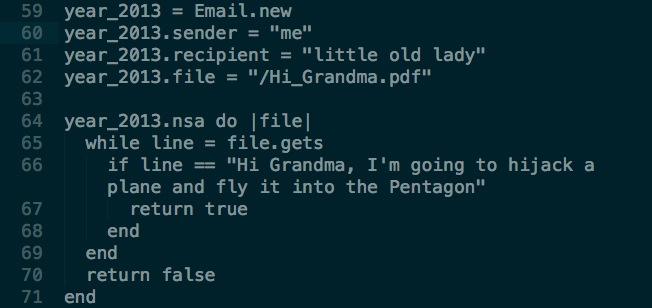 59 year_2013 = Email.new
60 year_2013.sender = "me"
61 year_2013.recipient = "little old lady"
62 year_2013.file = "/Hi_Grandma.pdf"
63
64 year_2013.nsa do |file|
65   while line = file.gets
66     if line == "Hi Grandma, I'm going to hijack a
    plane and fly it into the Pentagon"
67       return true
68     end
69   end
70   return false
71 end